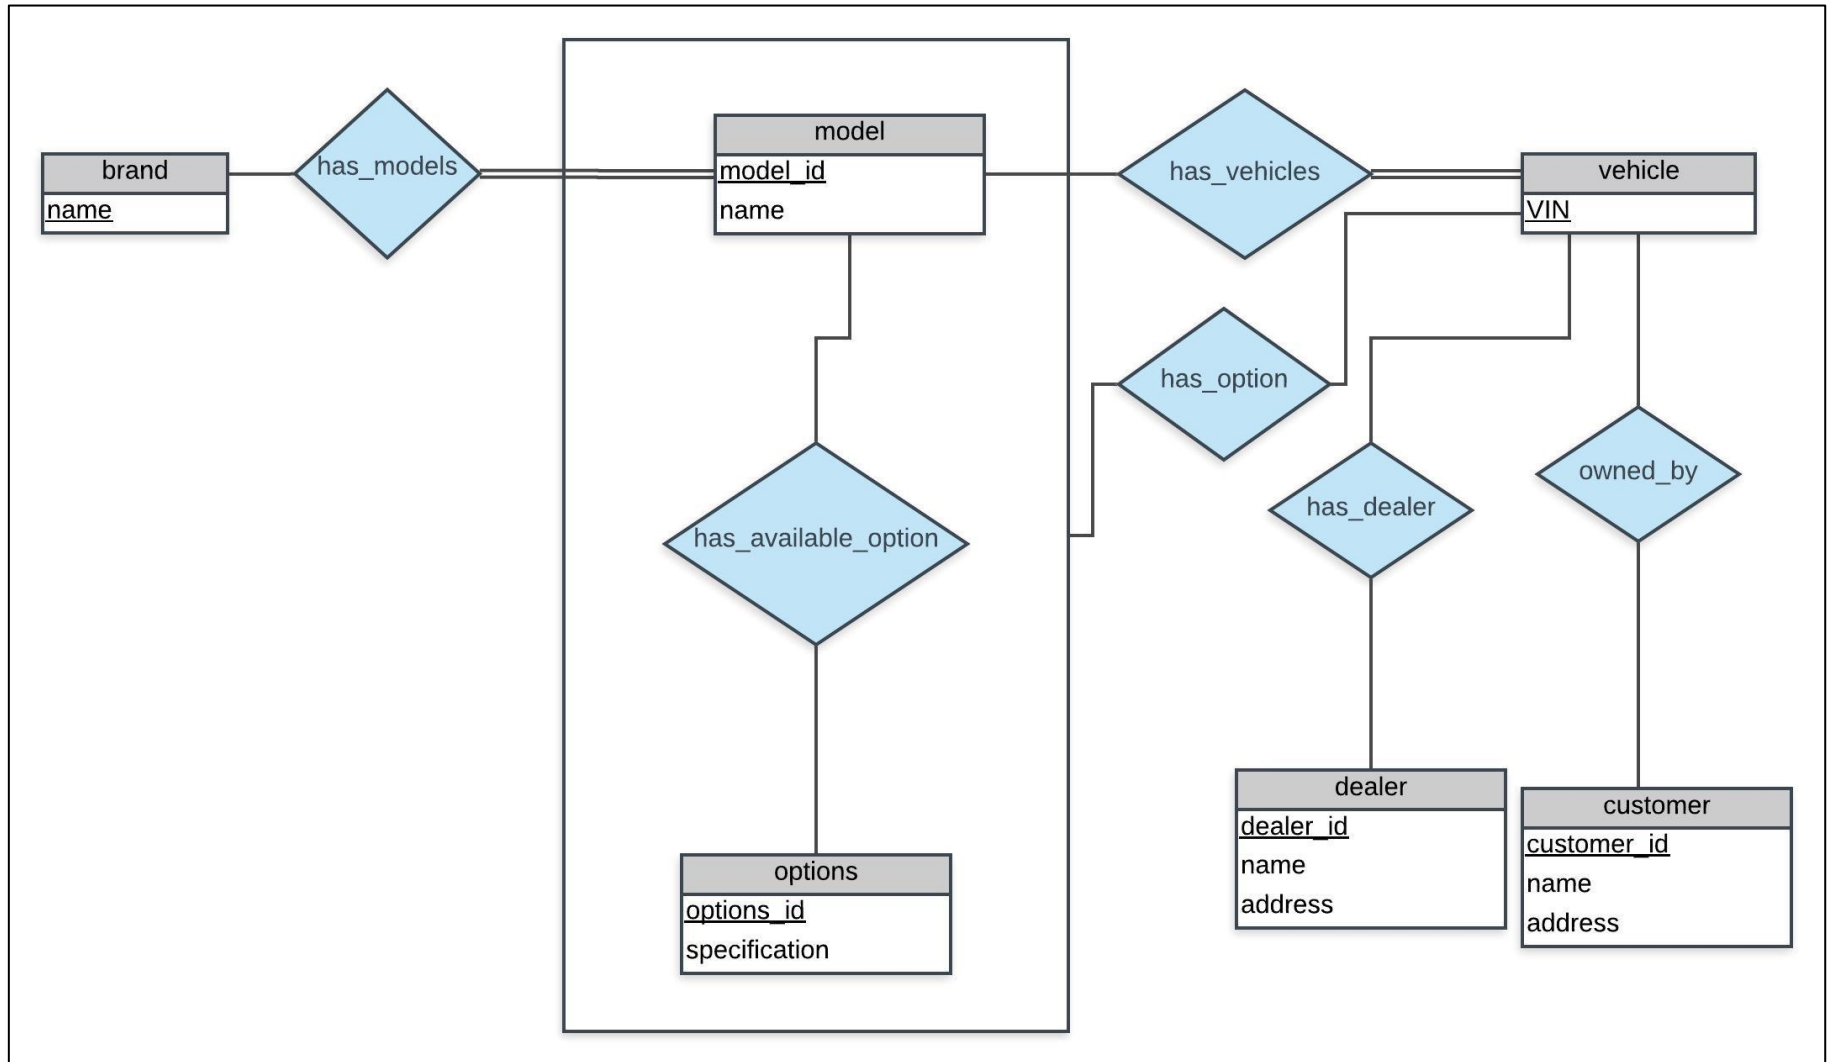 brand
name
has_models
model
model_id
name
has_vehicles
vehicle
VIN
has_option
has_available_option
has_dealer
owned_by
options
options_id
specification
dealer
dealer_id
name
address
customer
customer_id
name
address